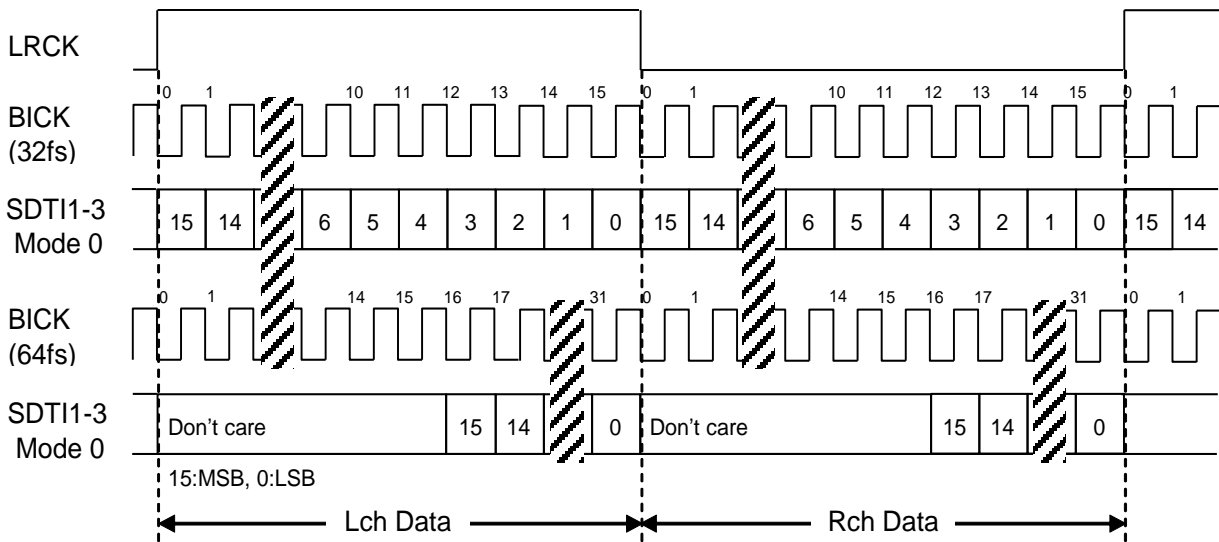 LRCK
0 1 10 11 12 13 14 15 0 1 10 11 12 13 14 15 0 1
BICK
(32fs)
SDTI1-3
Mode 0
15 14 6 5 4 3 2 1 0 15 14 6 5 4 3 2 1 0 15 14
0 1 14 15 16 17 31 0 1 14 15 16 17 31 0 1
BICK
(64fs)
SDTI1-3
Mode 0
Don't care 15 14 0 Don't care 15 14 0
15:MSB, 0:LSB
Lch Data Rch Data